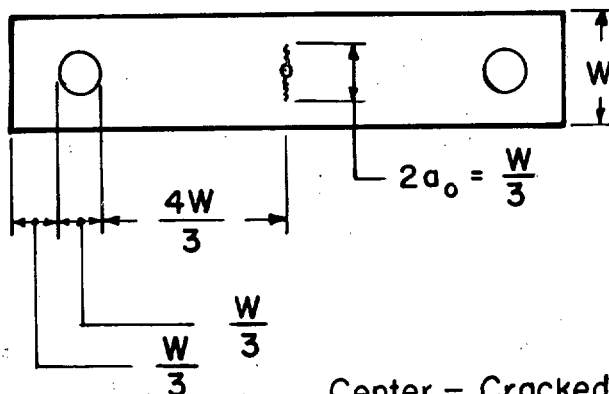 W
2a₀ = W/3
4W/3
W/3
W/3
Center – Cracked